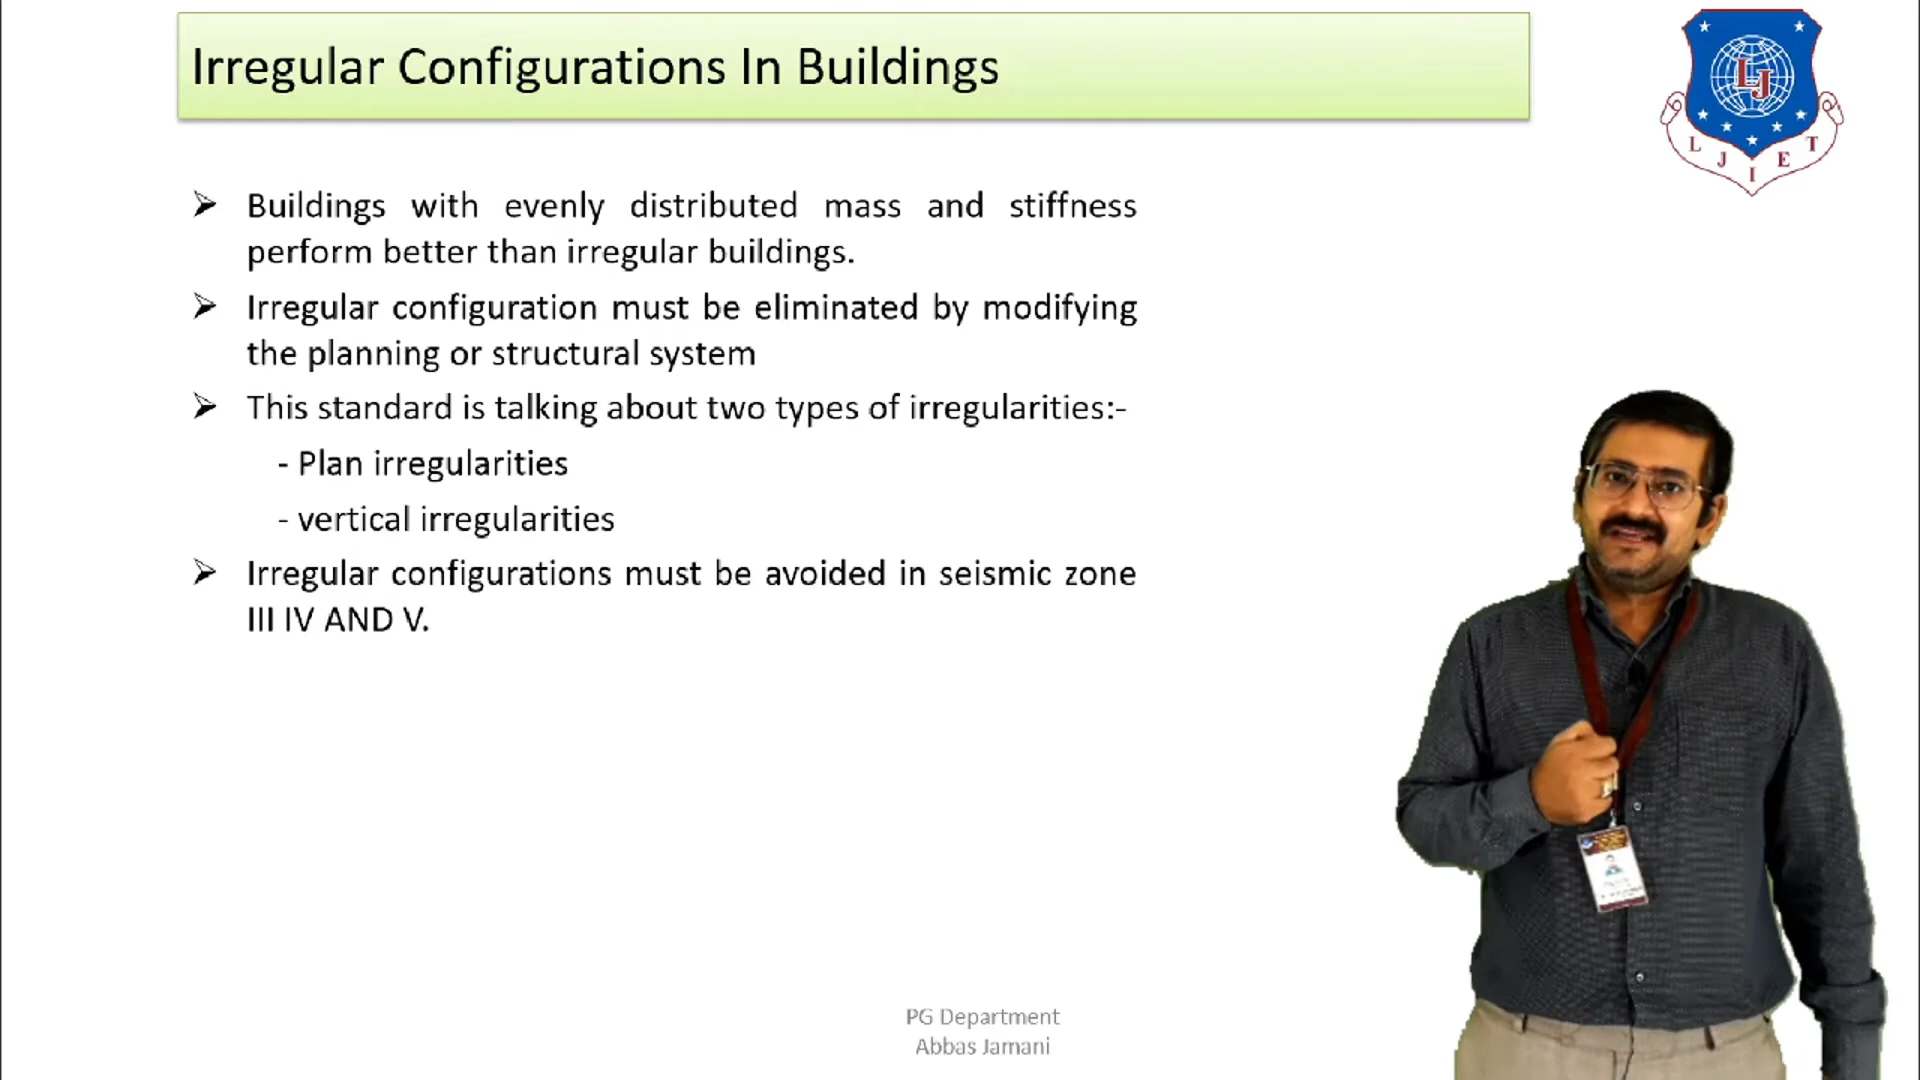 Irregular Configurations In Buildings
LJ
L J I E T
➢ Buildings with evenly distributed mass and stiffness
perform better than irregular buildings.
➢ Irregular configuration must be eliminated by modifying
the planning or structural system
➢ This standard is talking about two types of irregularities:-
- Plan irregularities
- vertical irregularities
➢ Irregular configurations must be avoided in seismic zone
III IV AND V.
PG Department
Abbas Jamani